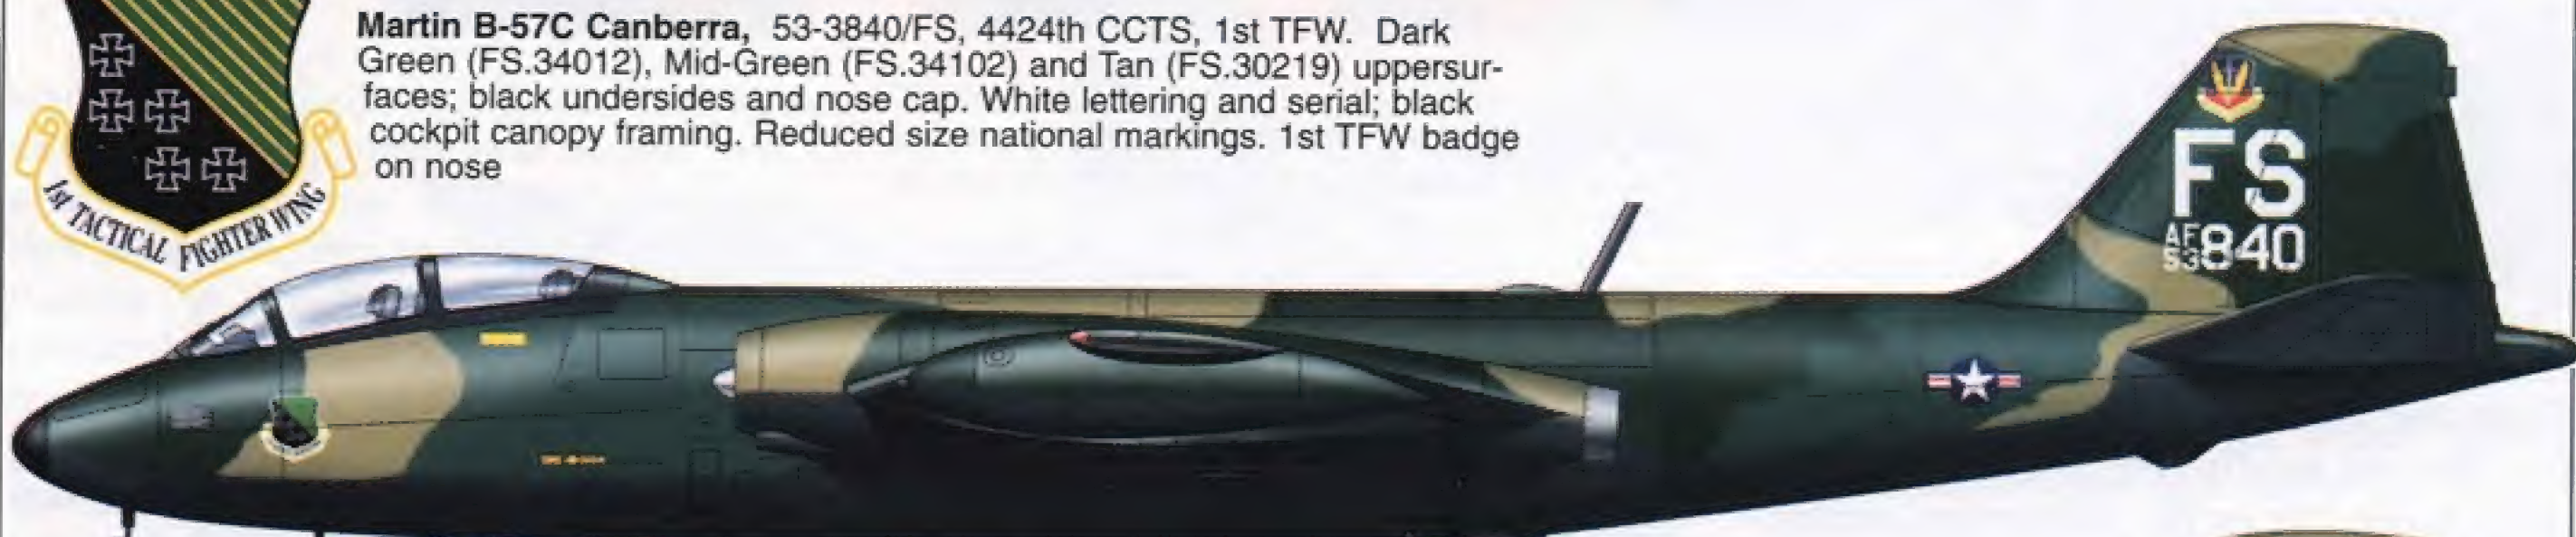 Martin B-57C Canberra, 53-3840/FS, 4424th CCTS, 1st TFW. Dark
Green (FS.34012), Mid-Green (FS.34102) and Tan (FS.30219) uppersur-
faces; black undersides and nose cap. White lettering and serial; black
cockpit canopy framing. Reduced size national markings. 1st TFW badge
on nose
1st TACTICAL FIGHTER WING
FS
AF
53840